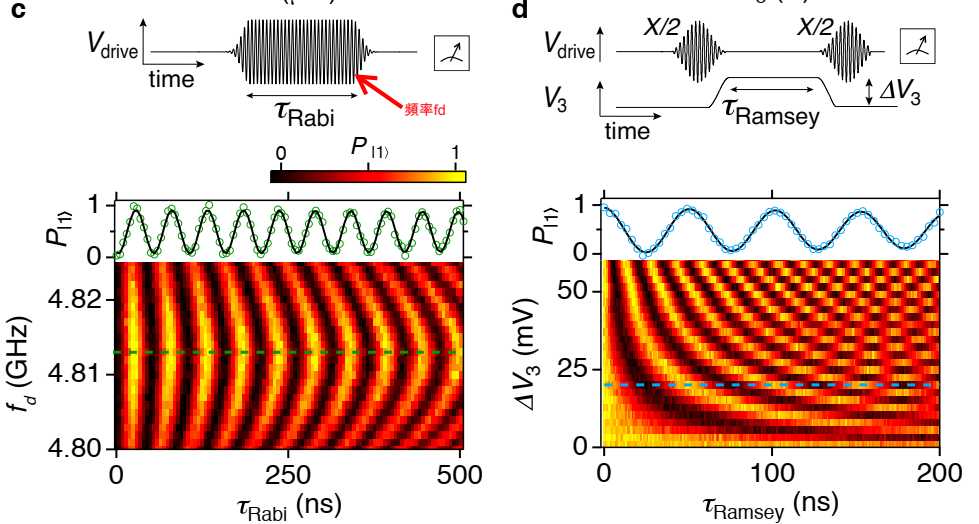 c
V_drive
time
τ_Rabi
頻率fd
P_|1⟩
0
1
P_|1⟩
1
0
4.82
4.81
4.80
f_d (GHz)
0
250
500
τ_Rabi (ns)
d
X/2
X/2
V_drive
V_3
ΔV_3
time
τ_Ramsey
P_|1⟩
1
0
50
25
0
ΔV_3 (mV)
0
100
200
τ_Ramsey (ns)